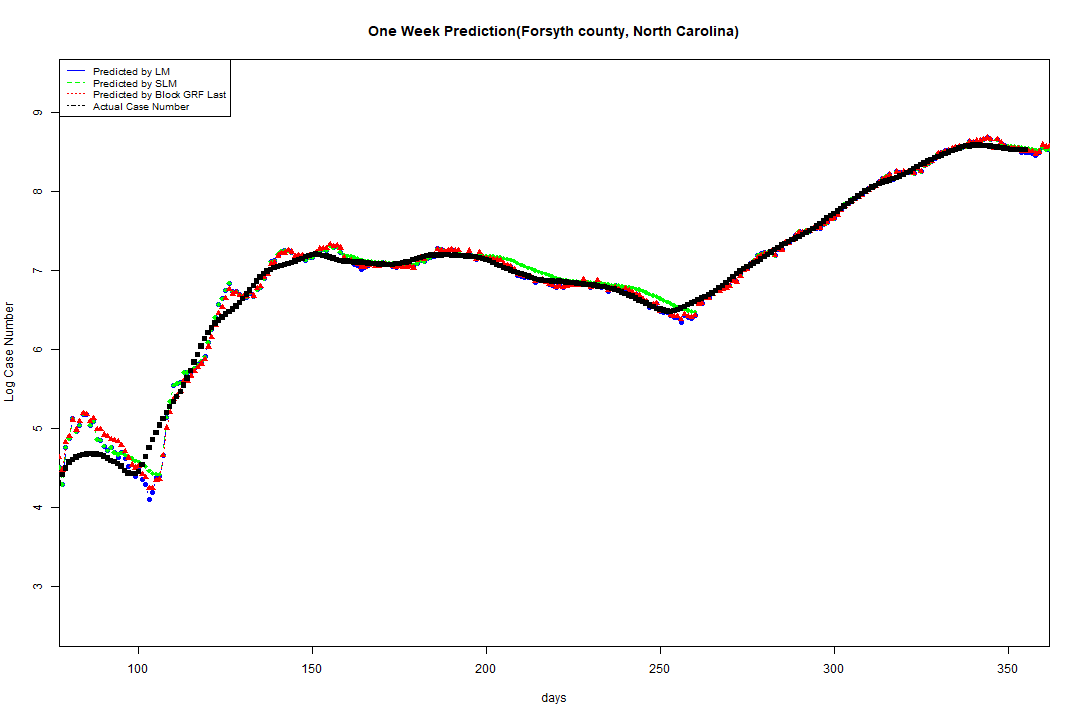 One Week Prediction(Forsyth county, North Carolina)
Predicted by LM
Predicted by SLM
Predicted by Block GRF Last
Actual Case Number
9
8
7
6
5
4
3
Log Case Number
100 150 200 250 300 350
days